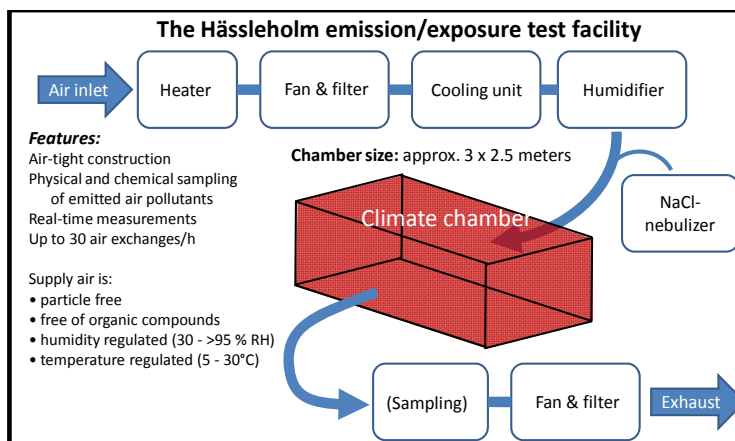 The Hässleholm emission/exposure test facility
Air inlet
Heater
Fan & filter
Cooling unit
Humidifier
Features:
Air-tight construction
Physical and chemical sampling
of emitted air pollutants
Real-time measurements
Up to 30 air exchanges/h
Chamber size: approx. 3 x 2.5 meters
NaCl-
nebulizer
Climate chamber
Supply air is:
• particle free
• free of organic compounds
• humidity regulated (30 - >95 % RH)
• temperature regulated (5 - 30°C)
(Sampling)
Fan & filter
Exhaust